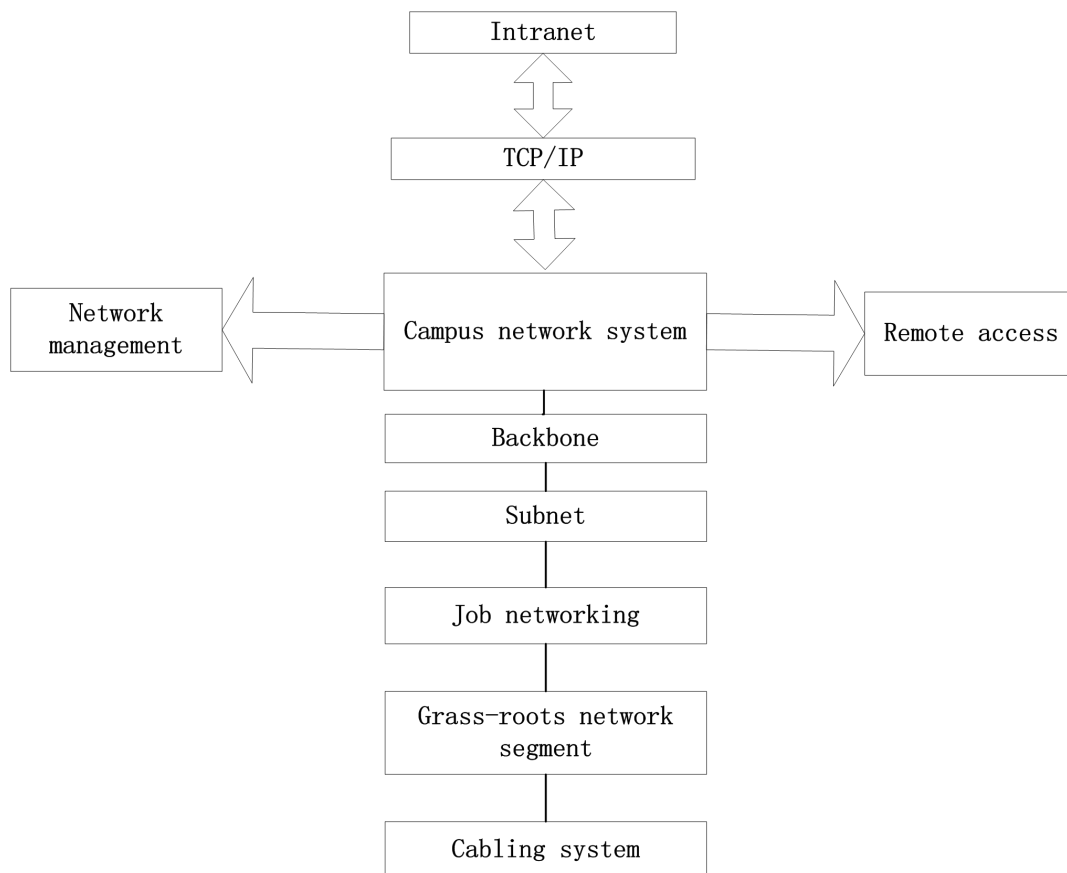 Intranet
TCP/IP
Network
management
Campus network system
Remote access
Backbone
Subnet
Job networking
Grass-roots network
segment
Cabling system